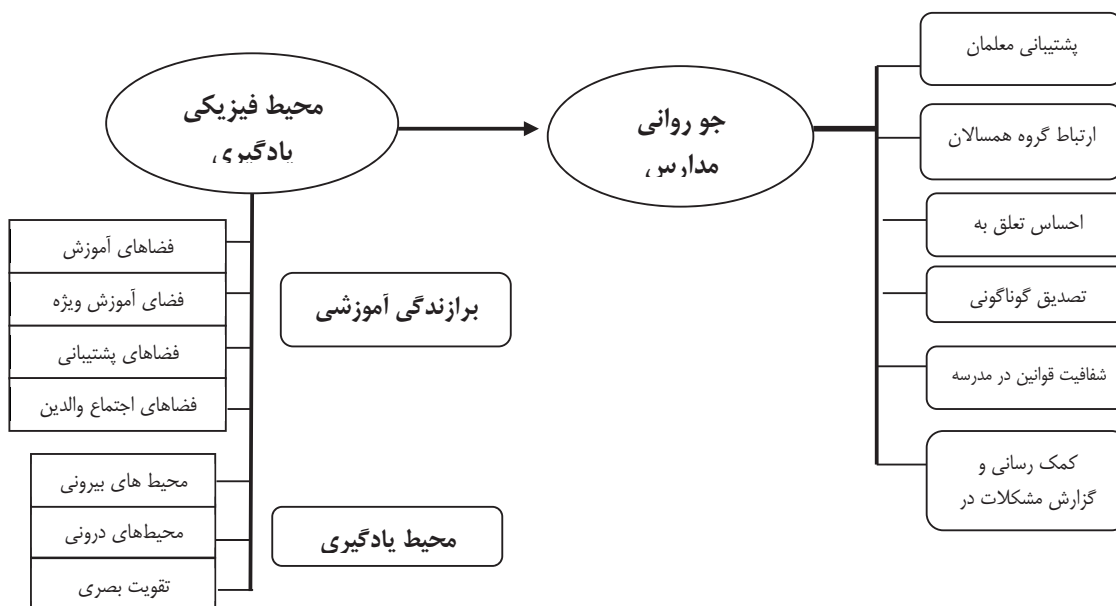 محیط فیزیکی
یادگیری
جو روانی
مدارس
پشتیبانی معلمان
ارتباط گروه همسالان
احساس تعلق به
تصدیق گوناگونی
شفافیت قوانین در مدرسه
کمک رسانی و
گزارش مشکلات در
برازندگی آموزشی
فضاهای آموزش
فضای آموزش ویژه
فضاهای پشتیبانی
فضاهای اجتماع والدین
محیط یادگیری
محیط های بیرونی
محیط‌های درونی
تقویت بصری